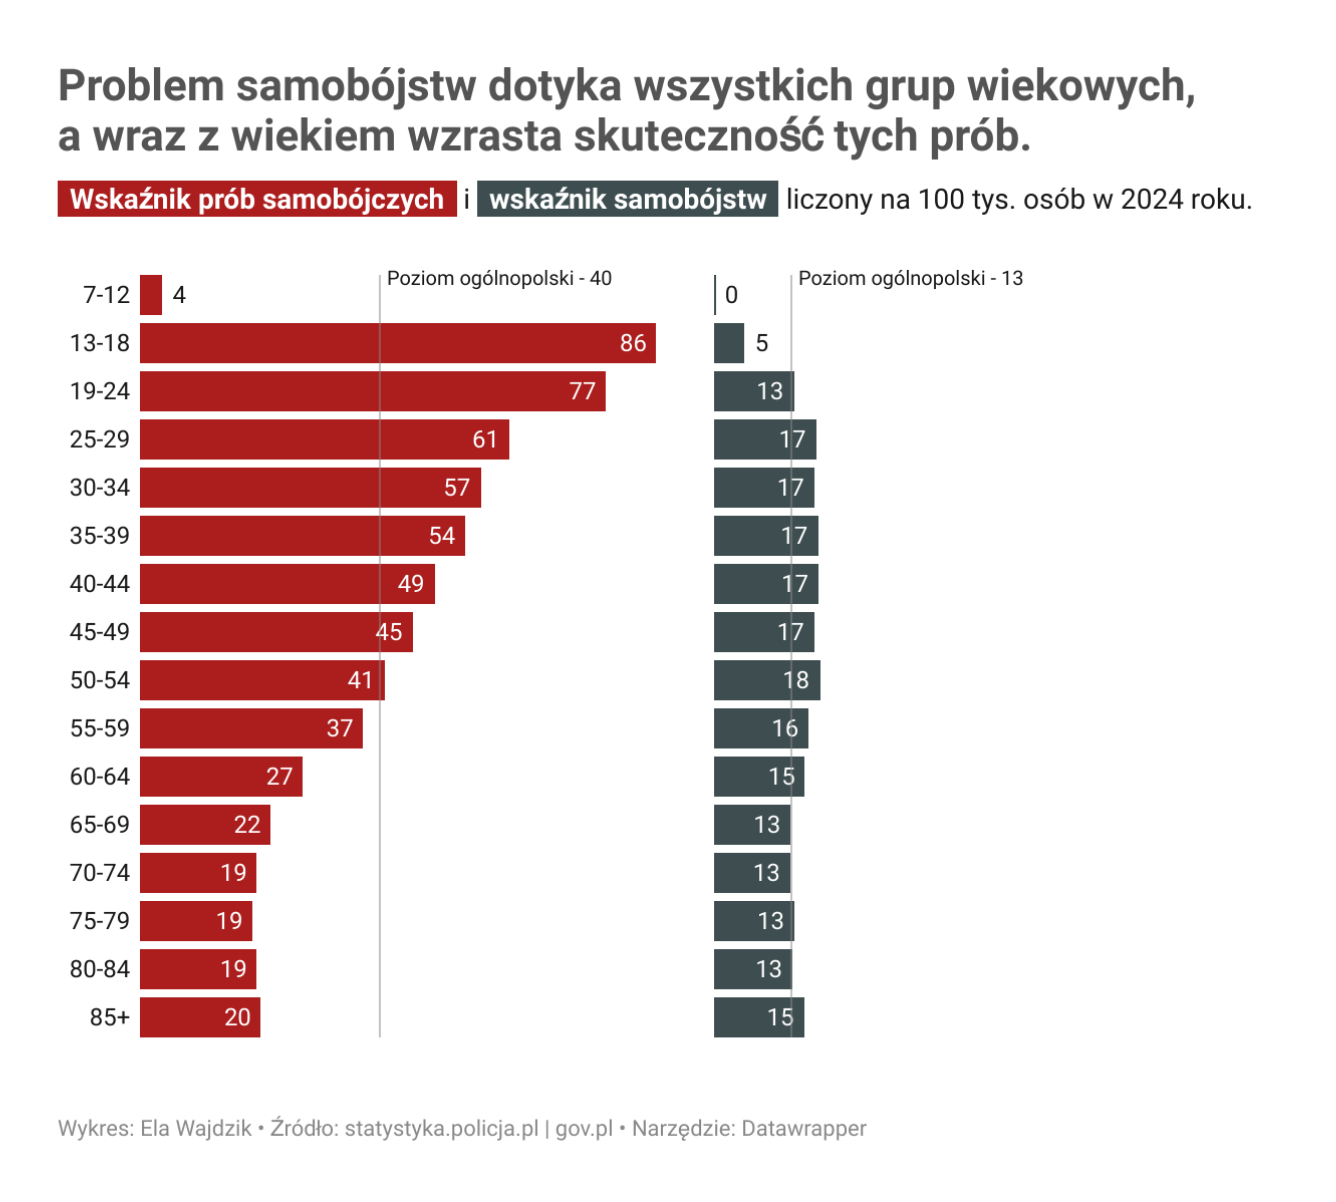 Problem samobójstw dotyka wszystkich grup wiekowych,
a wraz z wiekiem wzrasta skuteczność tych prób.
Wskaźnik prób samobójczych i wskaźnik samobójstw liczony na 100 tys. osób w 2024 roku.
Poziom ogólnopolski - 40 Poziom ogólnopolski - 13
7-12 4 0
13-18 86 5
19-24 77 13
25-29 61 17
30-34 57 17
35-39 54 17
40-44 49 17
45-49 45 17
50-54 41 18
55-59 37 16
60-64 27 15
65-69 22 13
70-74 19 13
75-79 19 13
80-84 19 13
85+ 20 15
Wykres: Ela Wajdzik • Źródło: statystyka.policja.pl | gov.pl • Narzędzie: Datawrapper